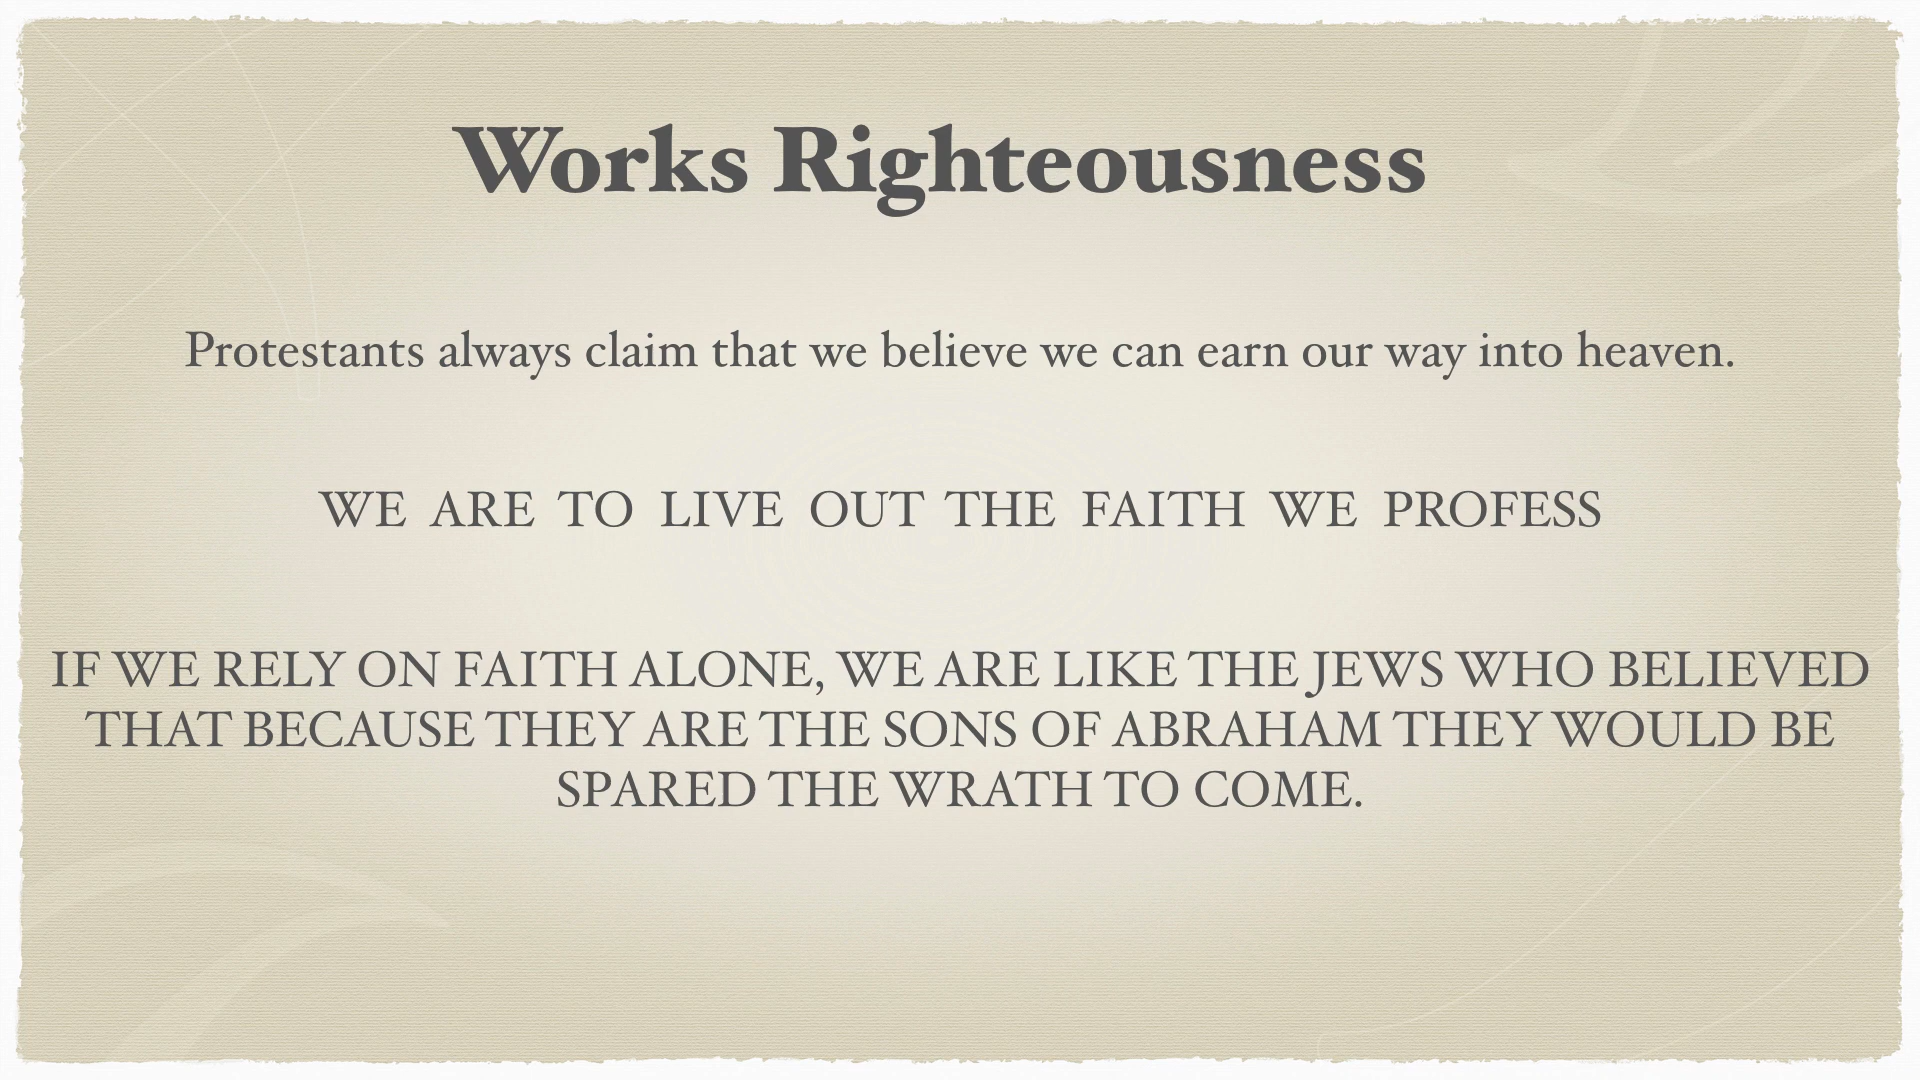 Works Righteousness
Protestants always claim that we believe we can earn our way into heaven.
WE ARE TO LIVE OUT THE FAITH WE PROFESS
IF WE RELY ON FAITH ALONE, WE ARE LIKE THE JEWS WHO BELIEVED
THAT BECAUSE THEY ARE THE SONS OF ABRAHAM THEY WOULD BE
SPARED THE WRATH TO COME.